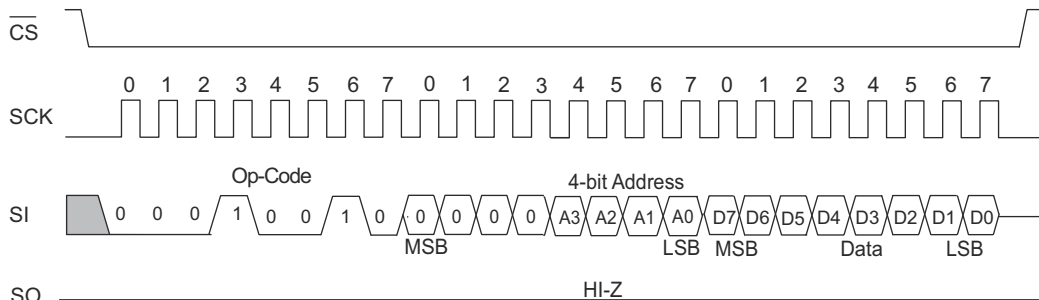 CS
0 1 2 3 4 5 6 7 0 1 2 3 4 5 6 7 0 1 2 3 4 5 6 7
SCK
Op-Code 4-bit Address
SI 0 0 0 1 0 0 1 0 0 0 0 0 A3 A2 A1 A0 D7 D6 D5 D4 D3 D2 D1 D0
MSB LSB MSB Data LSB
HI-Z
SO